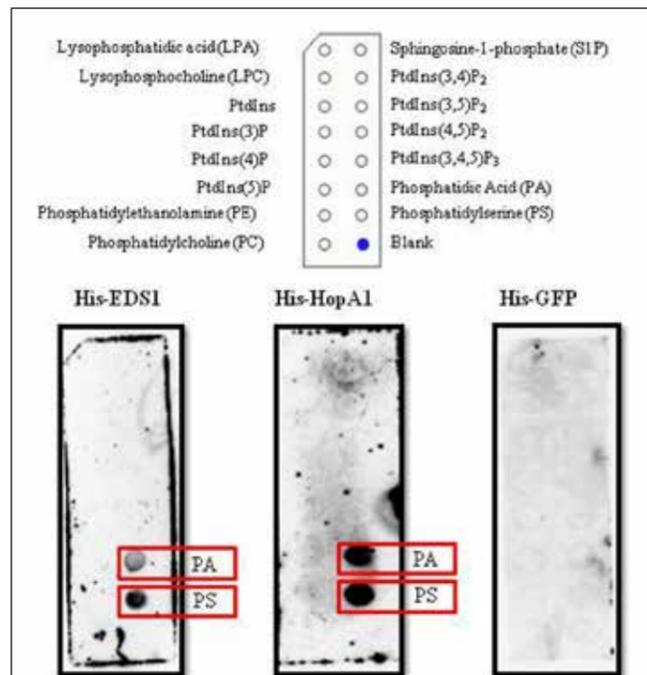 Lysophosphatidic acid (LPA) Sphingosine-1-phosphate (S1P)
Lysophosphocholine (LPC) PtdIns(3,4)P2
PtdIns PtdIns(3,5)P2
PtdIns(3)P PtdIns(4,5)P2
PtdIns(4)P PtdIns(3,4,5)P3
PtdIns(5)P Phosphatidic Acid (PA)
Phosphatidylethanolamine (PE) Phosphatidylserine (PS)
Phosphatidylcholine (PC) Blank
His-EDS1 His-HopA1 His-GFP
PA PA
PS PS